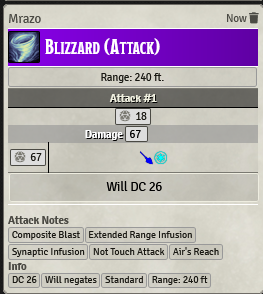 Mrazo Now
Blizzard (Attack)
Range: 240 ft.
Attack #1
18
Damage 67
67
Will DC 26
Attack Notes
Composite Blast Extended Range Infusion
Synaptic Infusion Not Touch Attack Air's Reach
Info
DC 26 Will negates Standard Range: 240 ft